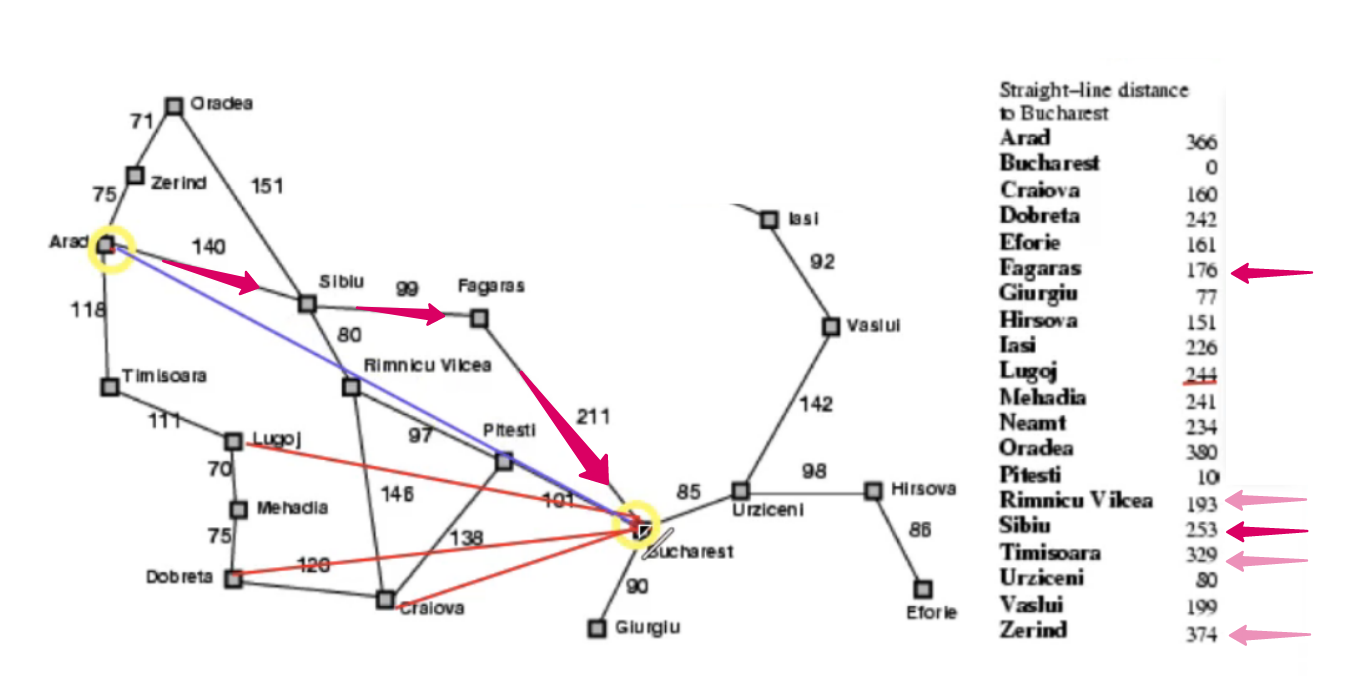 Oradea
71
Zerind
151
75
Arad
140
Sibiu
99
Fagaras
118
80
Timisoara
Rimnicu Vilcea
111
Lugoj
97
Pitesti
211
70
146
101
Mehadia
75
138
120
Dobreta
Craiova
Bucharest
90
Giurgiu
85
Urziceni
98
Hirsova
86
Eforie
142
Vaslui
92
Iasi
Straight–line distance
to Bucharest
Arad 366
Bucharest 0
Craiova 160
Dobreta 242
Eforie 161
Fagaras 176
Giurgiu 77
Hirsova 151
Iasi 226
Lugoj 244
Mehadia 241
Neamt 234
Oradea 380
Pitesti 10
Rimnicu Vilcea 193
Sibiu 253
Timisoara 329
Urziceni 80
Vaslui 199
Zerind 374